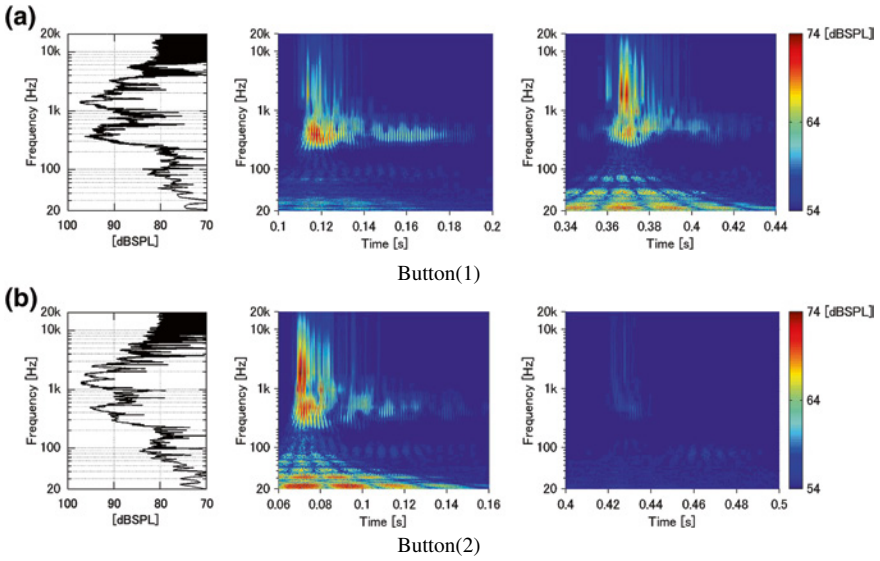 (a)
20k
10k
1k
100
20
Frequency [Hz]
100 90 80 70
[dBSPL]
20k
10k
1k
100
20
Frequency [Hz]
0.1 0.12 0.14 0.16 0.18 0.2
Time [s]
20k
10k
1k
100
20
Frequency [Hz]
0.34 0.36 0.38 0.4 0.42 0.44
Time [s]
74 [dBSPL]
64
54
Button(1)
(b)
20k
10k
1k
100
20
Frequency [Hz]
100 90 80 70
[dBSPL]
20k
10k
1k
100
20
Frequency [Hz]
0.06 0.08 0.1 0.12 0.14 0.16
Time [s]
20k
10k
1k
100
20
Frequency [Hz]
0.4 0.42 0.44 0.46 0.48 0.5
Time [s]
74 [dBSPL]
64
54
Button(2)